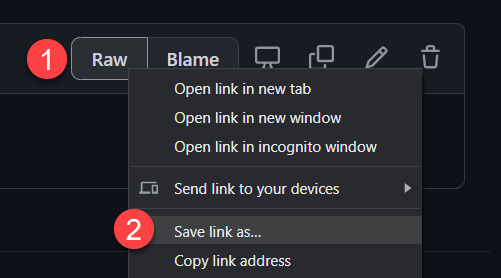 1 Raw Blame
Open link in new tab
Open link in new window
Open link in incognito window
Send link to your devices
2 Save link as...
Copy link address